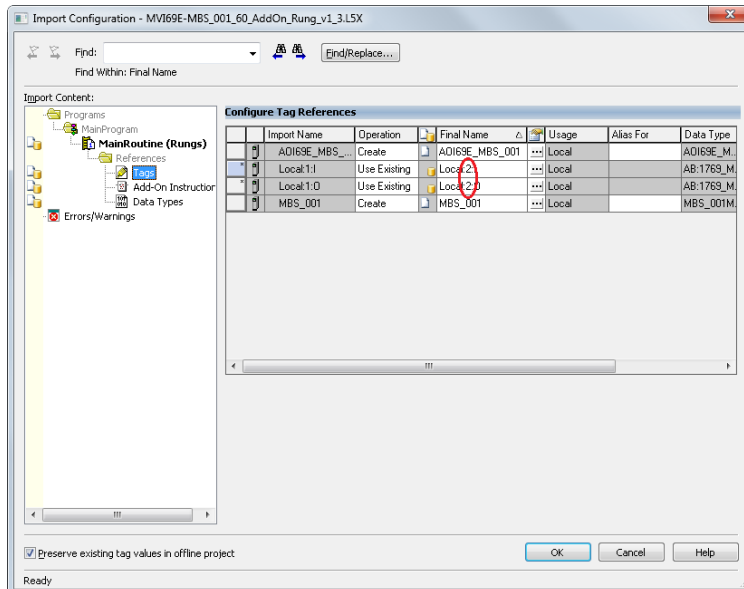 Import Configuration - MVI69E-MBS_001_60_AddOn_Rung_v1_3.L5X
Find:
Find/Replace...
Find Within: Final Name
Import Content:
Programs
MainProgram
MainRoutine (Rungs)
References
Tags
Add-On Instruction
Data Types
Errors/Warnings
Configure Tag References
Import Name Operation Final Name Usage Alias For Data Type
AOI69E_MBS_... Create AOI69E_MBS_001 ... Local AOI69E_M..
Local:1:I Use Existing Local:2: ... Local AB:1769_M.
Local:1:O Use Existing Local:2:O ... Local AB:1769_M.
MBS_001 Create MBS_001 ... Local MBS_001M.
Preserve existing tag values in offline project
OK Cancel Help
Ready